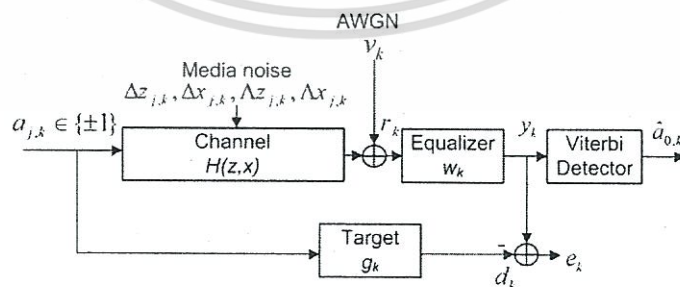 AWGN
v_k
Media noise
Δz_{j,k}, Δx_{j,k}, Λz_{j,k}, Λx_{j,k}
a_{j,k} ∈ {±1}
Channel
H(z,x)
r_k
Equalizer
w_k
y_k
Viterbi
Detector
â_{0,k}
Target
g_k
-
d_k
e_k